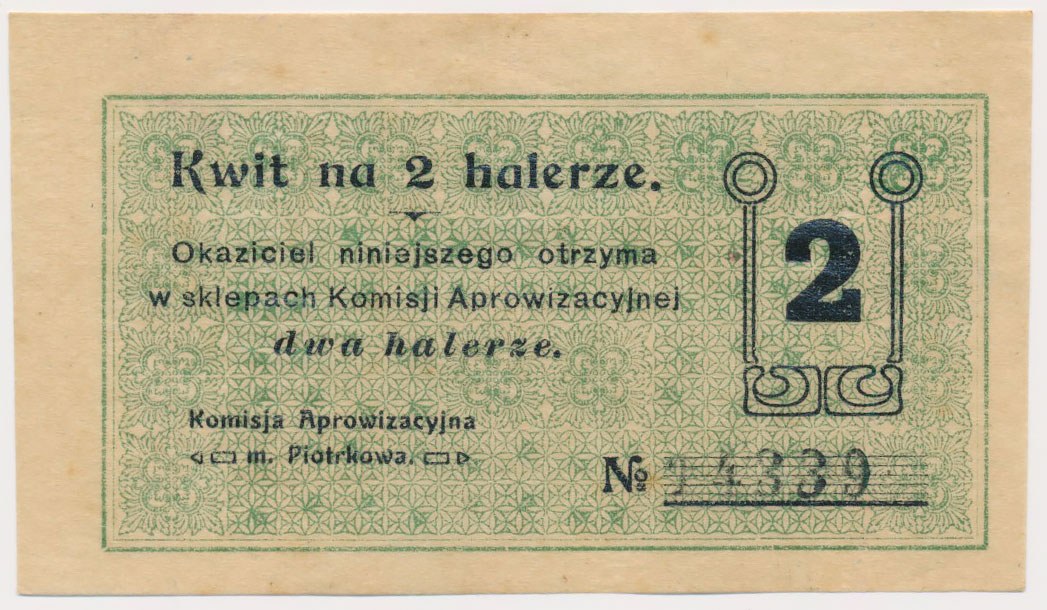 Kwit na 2 halerze.
Okaziciel niniejszego otrzyma
w sklepach Komisji Aprowizacyjnej
dwa halerze.
Komisja Aprowizacyjna
m. Piotrkowa.
2
№ 14339